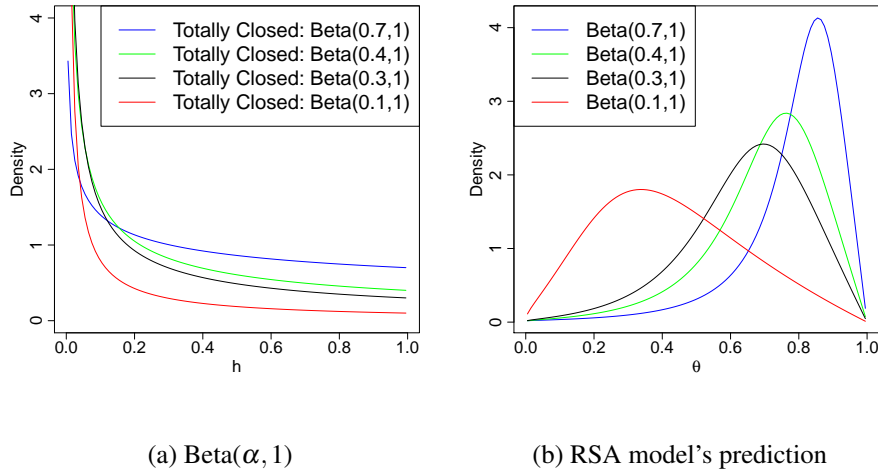 Totally Closed: Beta(0.7,1)
Totally Closed: Beta(0.4,1)
Totally Closed: Beta(0.3,1)
Totally Closed: Beta(0.1,1)
Density
0 1 2 3 4
0.0 0.2 0.4 0.6 0.8 1.0
h
(a) Beta(α, 1)
Beta(0.7,1)
Beta(0.4,1)
Beta(0.3,1)
Beta(0.1,1)
Density
0 1 2 3 4
0.0 0.2 0.4 0.6 0.8 1.0
θ
(b) RSA model's prediction